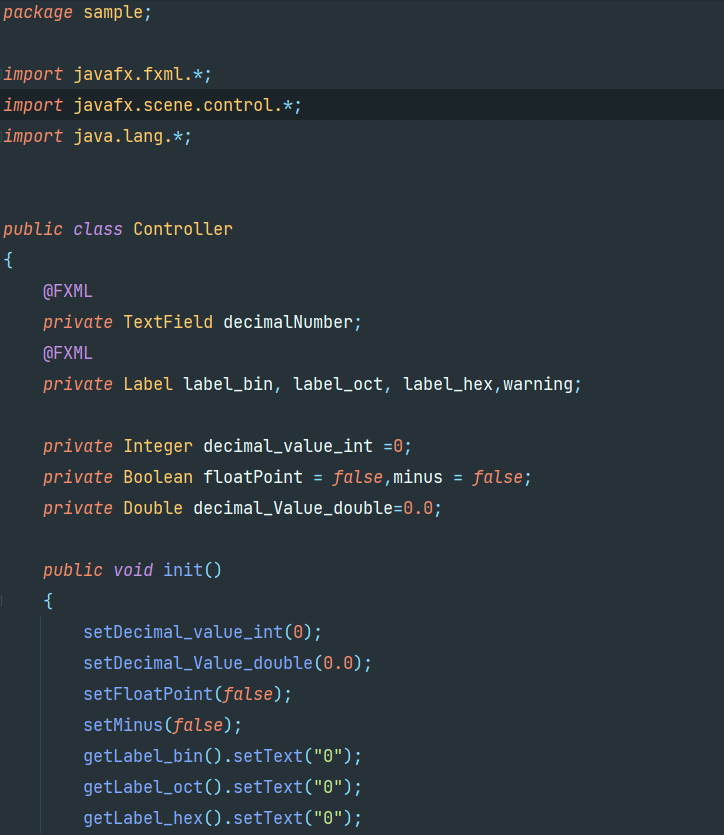 package sample;
import javafx.fxml.*;
import javafx.scene.control.*;
import java.lang.*;
public class Controller
{
@FXML
private TextField decimalNumber;
@FXML
private Label label_bin, label_oct, label_hex,warning;
private Integer decimal_value_int =0;
private Boolean floatPoint = false,minus = false;
private Double decimal_Value_double=0.0;
public void init()
{
setDecimal_value_int(0);
setDecimal_Value_double(0.0);
setFloatPoint(false);
setMinus(false);
getLabel_bin().setText("0");
getLabel_oct().setText("0");
getLabel_hex().setText("0");